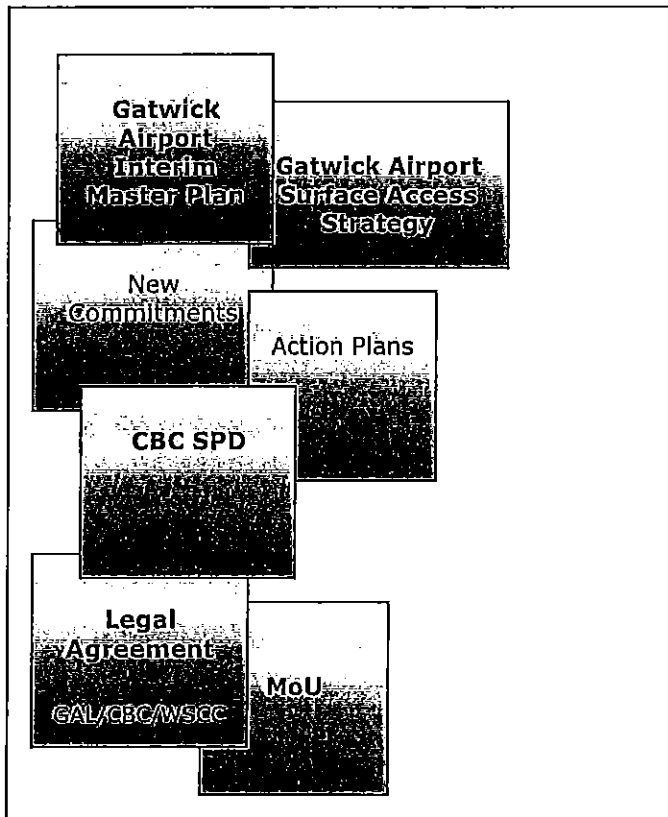 Gatwick
Airport
Interim
Master Plan
Gatwick Airport
Surface Access
Strategy
New
Commitments
Action Plans
CBC SPD
Legal
Agreement
GAL/CBC/WSCC
MoU